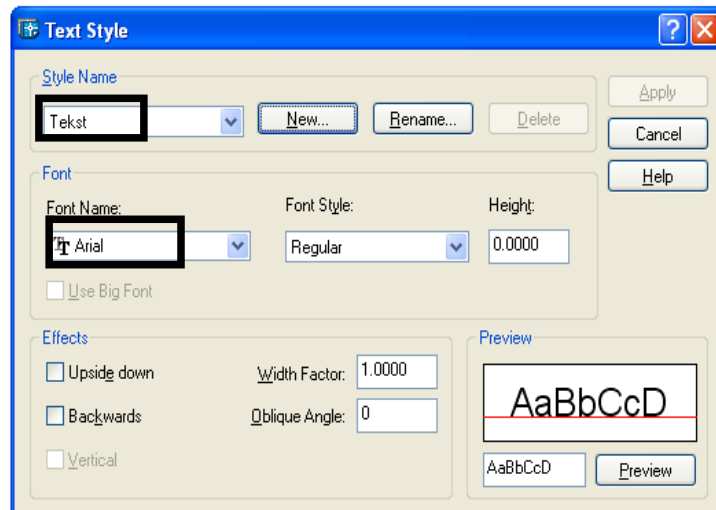 Text Style
Style Name
Tekst New... Rename... Delete
Apply
Cancel
Help
Font
Font Name: Font Style: Height:
Arial Regular 0.0000
Use Big Font
Effects
Upside down Width Factor: 1.0000
Backwards Oblique Angle: 0
Vertical
Preview
AaBbCcD
AaBbCcD Preview